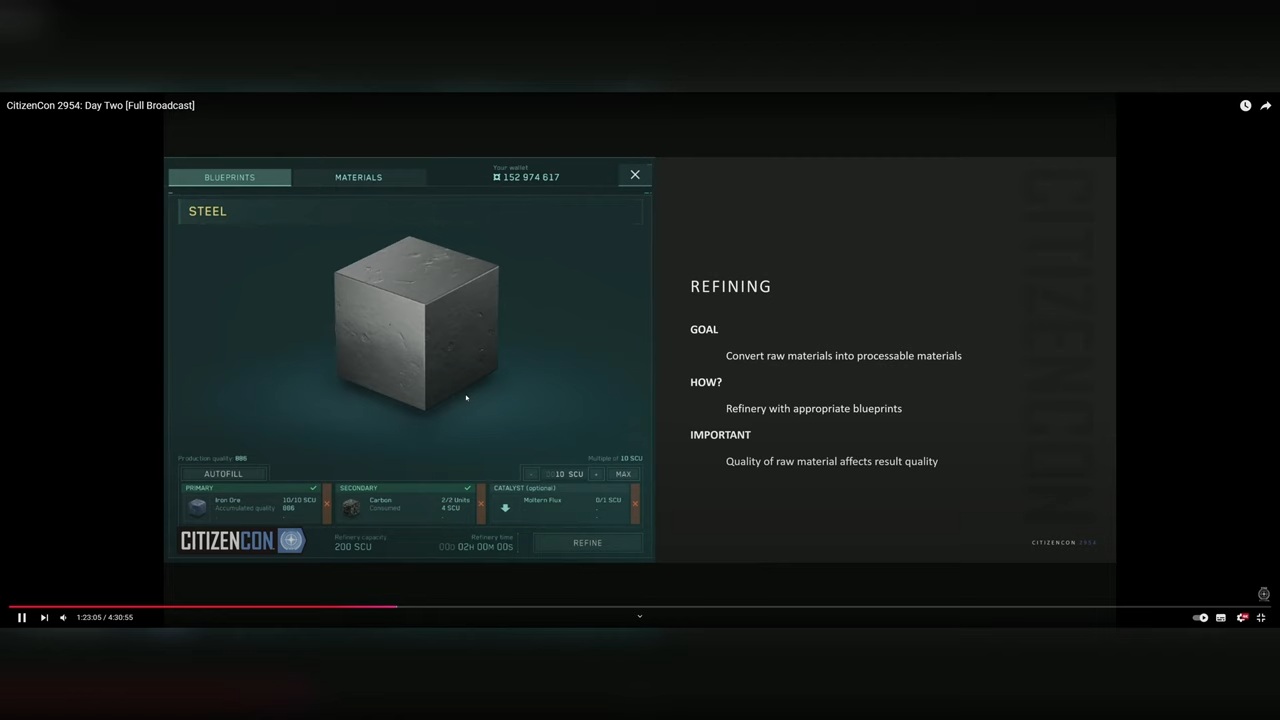 CitizenCon 2954: Day Two [Full Broadcast]
BLUEPRINTS
MATERIALS
Your wallet
152 974 617
STEEL
Production quality: 886
Multiple of 10 SCU
AUTOFILL
10 SCU
MAX
PRIMARY
Iron Ore 10/10 SCU
Accumulated quality 886
SECONDARY
Carbon 2/2 Units
Consumed 4 SCU
CATALYST (optional)
Moltern Flux 0/1 SCU
CITIZENCON
Refinery capacity
200 SCU
Refinery time
00D 02H 00M 00S
REFINE
REFINING
GOAL
Convert raw materials into processable materials
HOW?
Refinery with appropriate blueprints
IMPORTANT
Quality of raw material affects result quality
CITIZENCON 2954
CITIZENCON
1:23:05 / 4:30:55